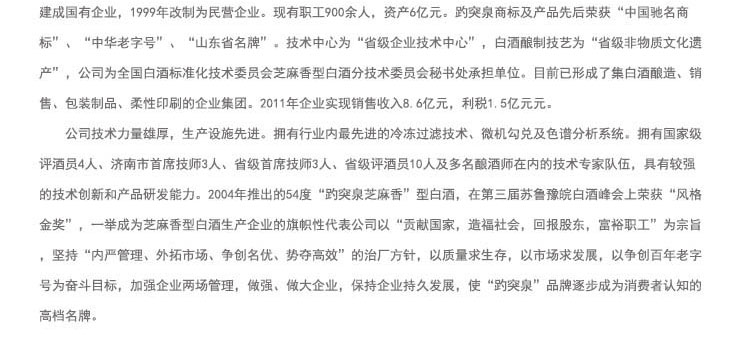 建成国有企业，1999年改制为民营企业。现有职工900余人，资产6亿元。趵突泉商标及产品先后荣获“中国驰名商
标”、“中华老字号”、“山东省名牌”。技术中心为“省级企业技术中心”，白酒酿制技艺为“省级非物质文化遗
产”，公司为全国白酒标准化技术委员会芝麻香型白酒分技术委员会秘书处承担单位。目前已形成了集白酒酿造、销
售、包装制品、柔性印刷的企业集团。2011年企业实现销售收入8.6亿元，利税1.5亿元元。
公司技术力量雄厚，生产设施先进。拥有行业内最先进的冷冻过滤技术、微机勾兑及色谱分析系统。拥有国家级
评酒员4人、济南市首席技师3人、省级首席技师3人、省级评酒员10人及多名酿酒师在内的技术专家队伍，具有较强
的技术创新和产品研发能力。2004年推出的54度“趵突泉芝麻香”型白酒，在第三届苏鲁豫皖白酒峰会上荣获“风格
金奖”，一举成为芝麻香型白酒生产企业的旗帜性代表公司以“贡献国家，造福社会，回报股东，富裕职工”为宗旨
，坚持“内严管理、外拓市场、争创名优、势夺高效”的治厂方针，以质量求生存，以市场求发展，以争创百年老字
号为奋斗目标，加强企业两场管理，做强、做大企业，保持企业持久发展，使“趵突泉”品牌逐步成为消费者认知的
高档名牌。